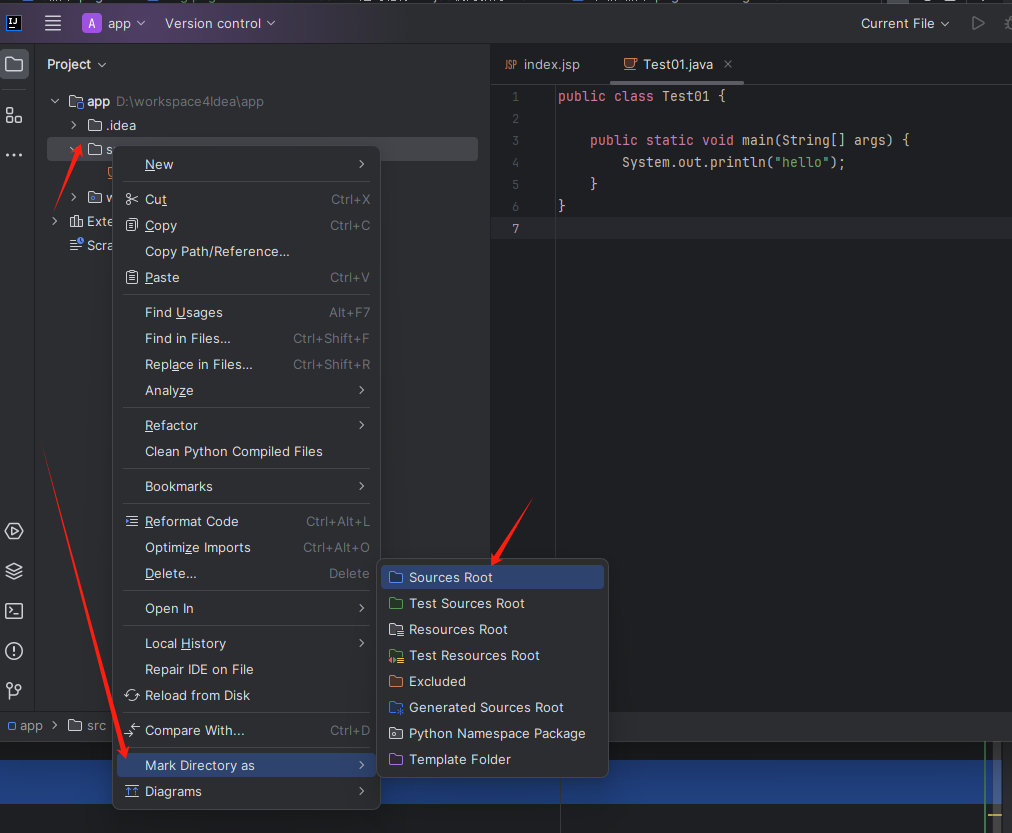 A app Version control Current File
Project
index.jsp
Test01.java
app D:\workspace4Idea\app
.idea
Exte
Scra
1 public class Test01 {
2
3 public static void main(String[] args) {
4 System.out.println("hello");
5 }
6 }
7
New
Cut Ctrl+X
Copy Ctrl+C
Copy Path/Reference...
Paste Ctrl+V
Find Usages Alt+F7
Find in Files... Ctrl+Shift+F
Replace in Files... Ctrl+Shift+R
Analyze
Refactor
Clean Python Compiled Files
Bookmarks
Reformat Code Ctrl+Alt+L
Optimize Imports Ctrl+Alt+O
Delete... Delete
Open In
Local History
Repair IDE on File
Reload from Disk
Compare With... Ctrl+D
Mark Directory as
Diagrams
Sources Root
Test Sources Root
Resources Root
Test Resources Root
Excluded
Generated Sources Root
Python Namespace Package
Template Folder
app src